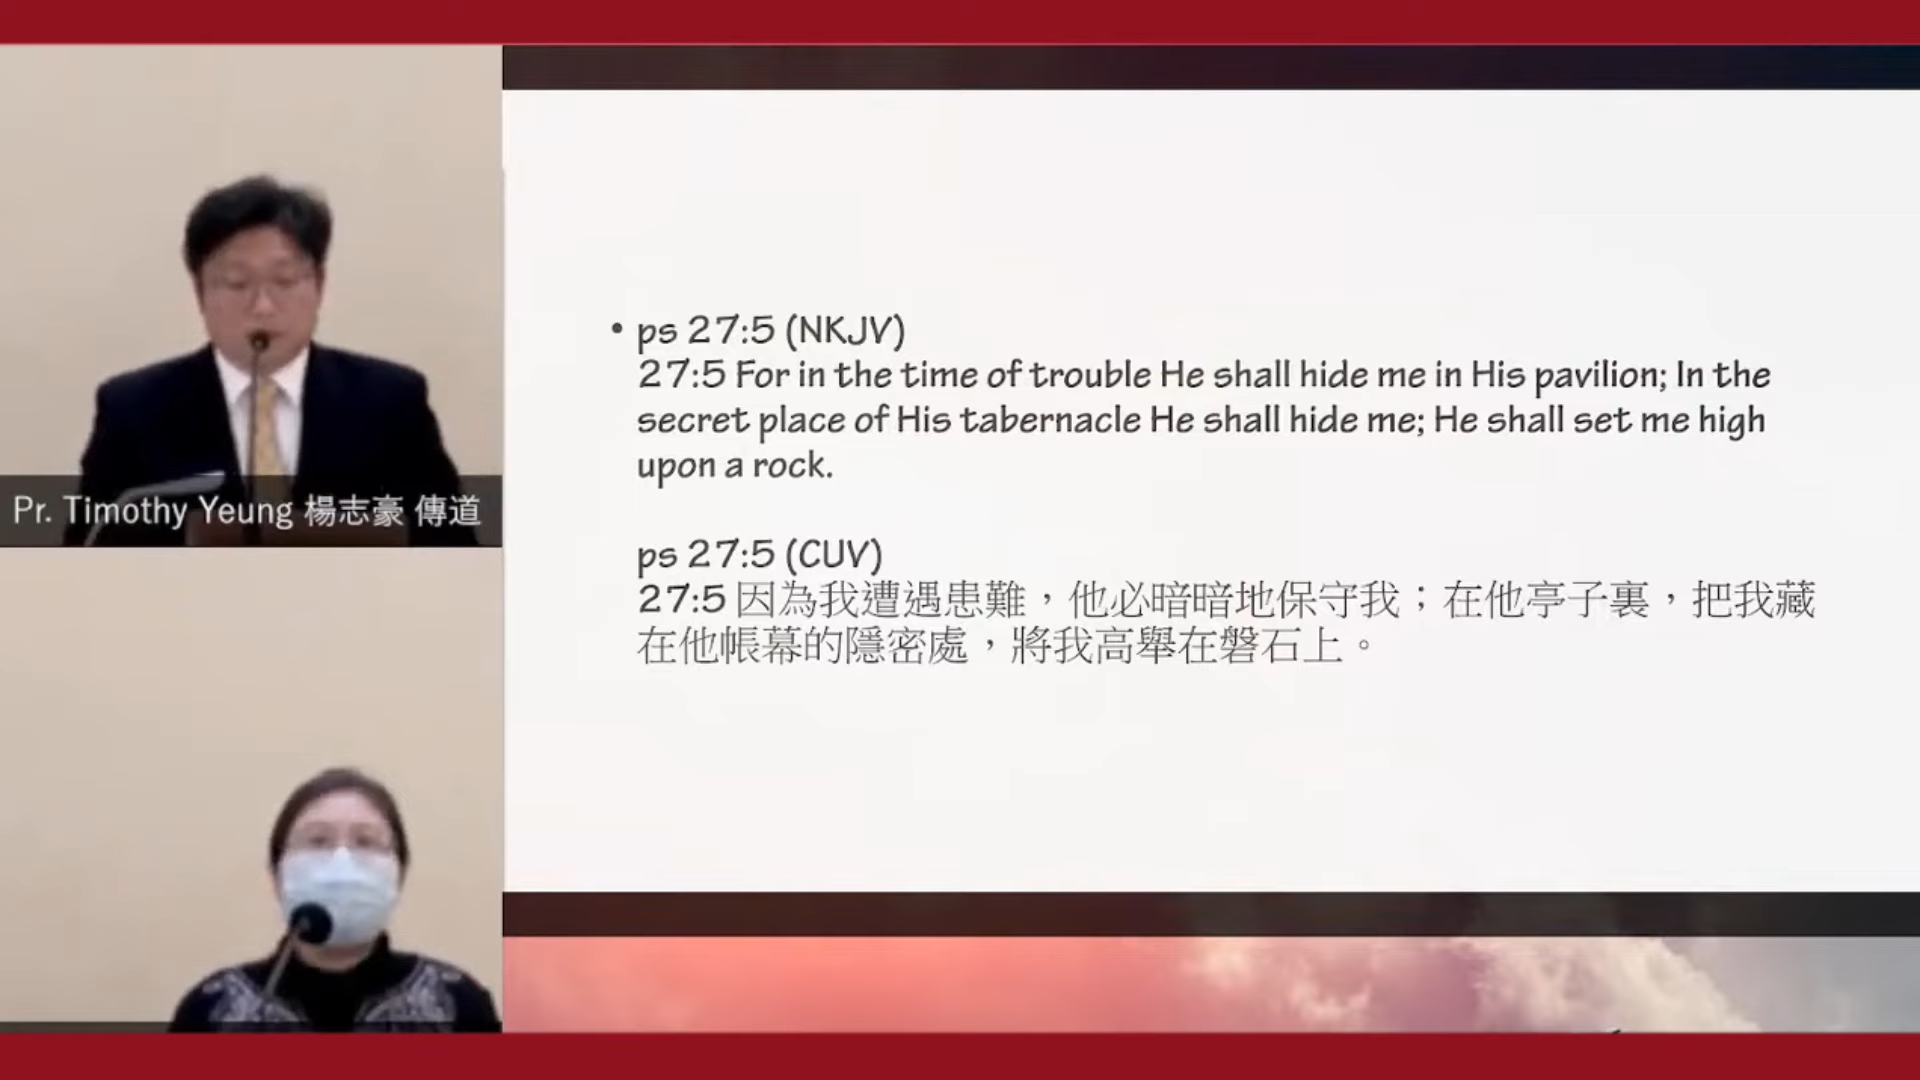 Pr. Timothy Yeung 楊志豪 傳道
• ps 27:5 (NKJV)
27:5 For in the time of trouble He shall hide me in His pavilion; In the
secret place of His tabernacle He shall hide me; He shall set me high
upon a rock.
ps 27:5 (CUV)
27:5 因為我遭遇患難，他必暗暗地保守我；在他亭子裏，把我藏
在他帳幕的隱密處，將我高舉在磐石上。